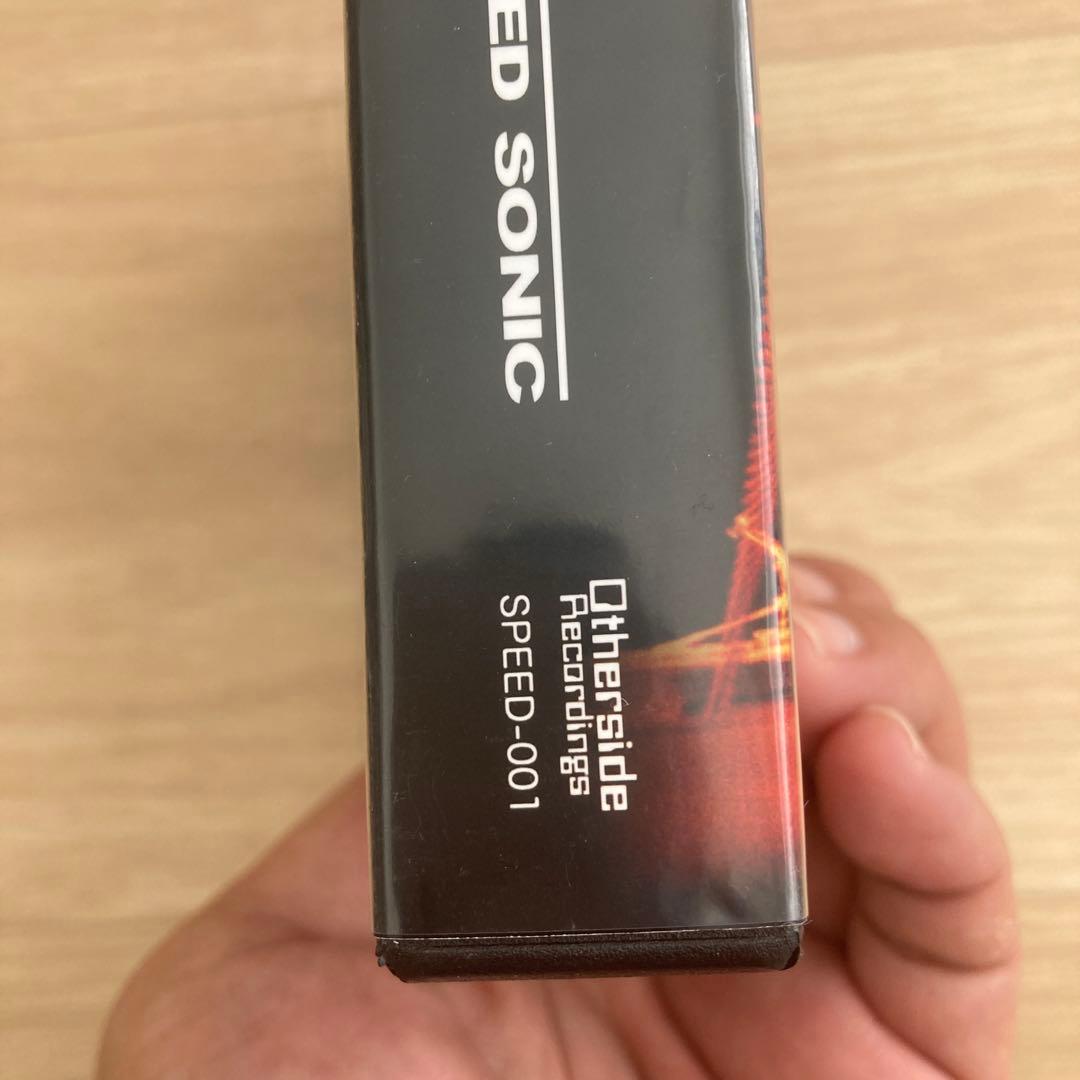 ED SONIC
Otherside
Recordings
SPEED-001